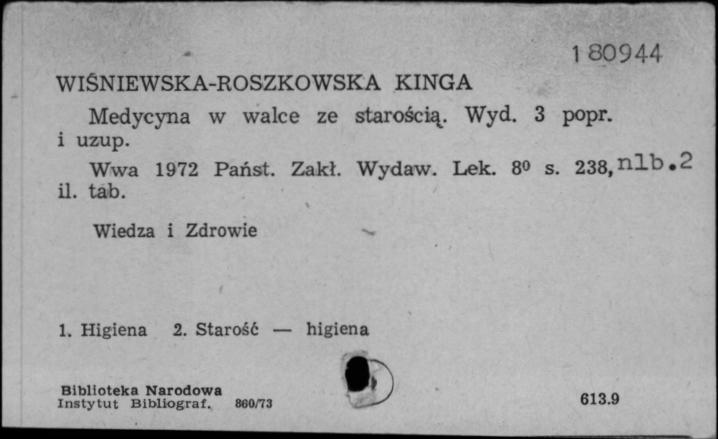 180944
WIŚNIEWSKA-ROSZKOWSKA KINGA
Medycyna w walce ze starością. Wyd. 3 popr.
i uzup.
Wwa 1972 Państ. Zakł. Wydaw. Lek. 8⁰ s. 238, nlb.2
il. tab.
Wiedza i Zdrowie
1. Higiena 2. Starość — higiena
Biblioteka Narodowa
Instytut Bibliograf. 860/73
613.9